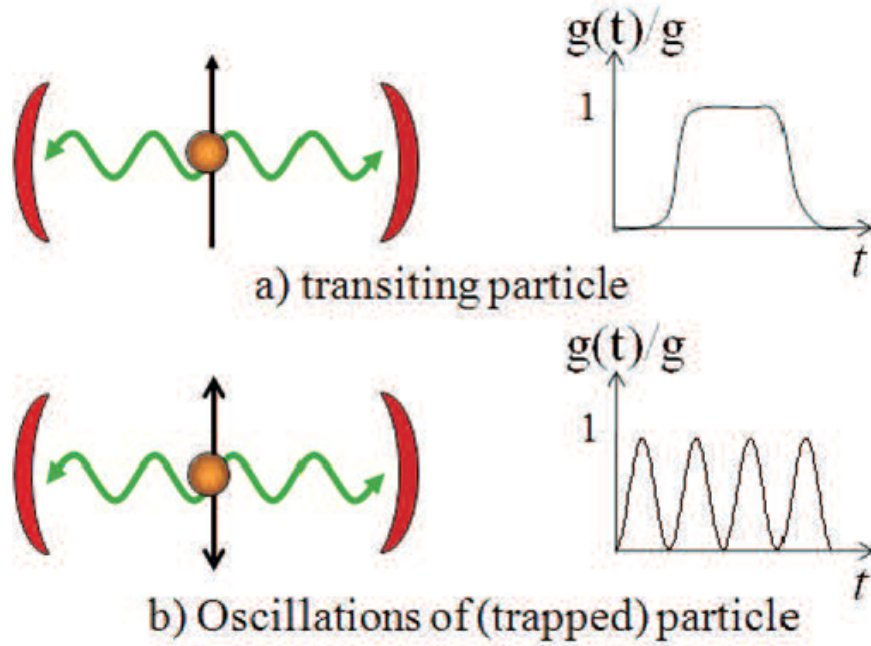 g(t)/g
1
t
a) transiting particle
g(t)/g
1
t
b) Oscillations of (trapped) particle